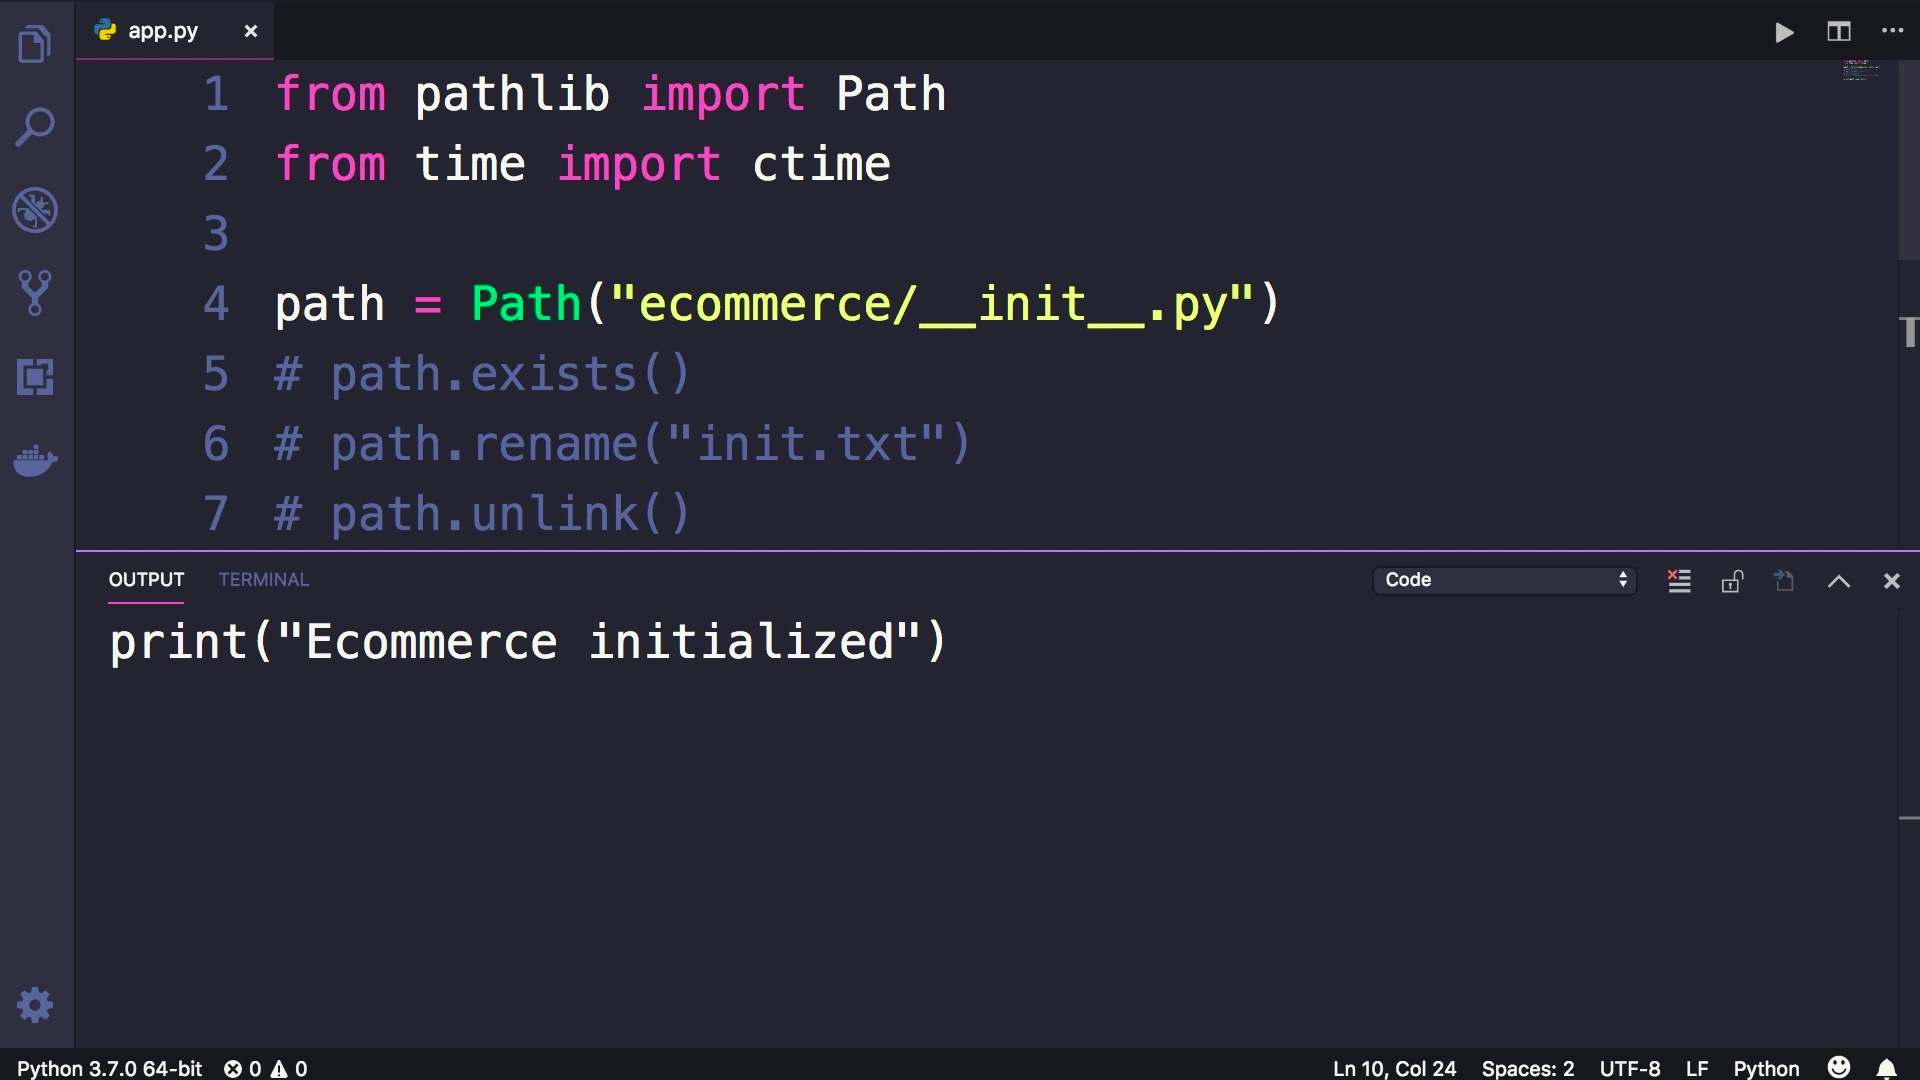 app.py
1 from pathlib import Path
2 from time import ctime
3
4 path = Path("ecommerce/__init__.py")
5 # path.exists()
6 # path.rename("init.txt")
7 # path.unlink()
OUTPUT TERMINAL Code
print("Ecommerce initialized")
Python 3.7.0 64-bit 0 0 Ln 10, Col 24 Spaces: 2 UTF-8 LF Python